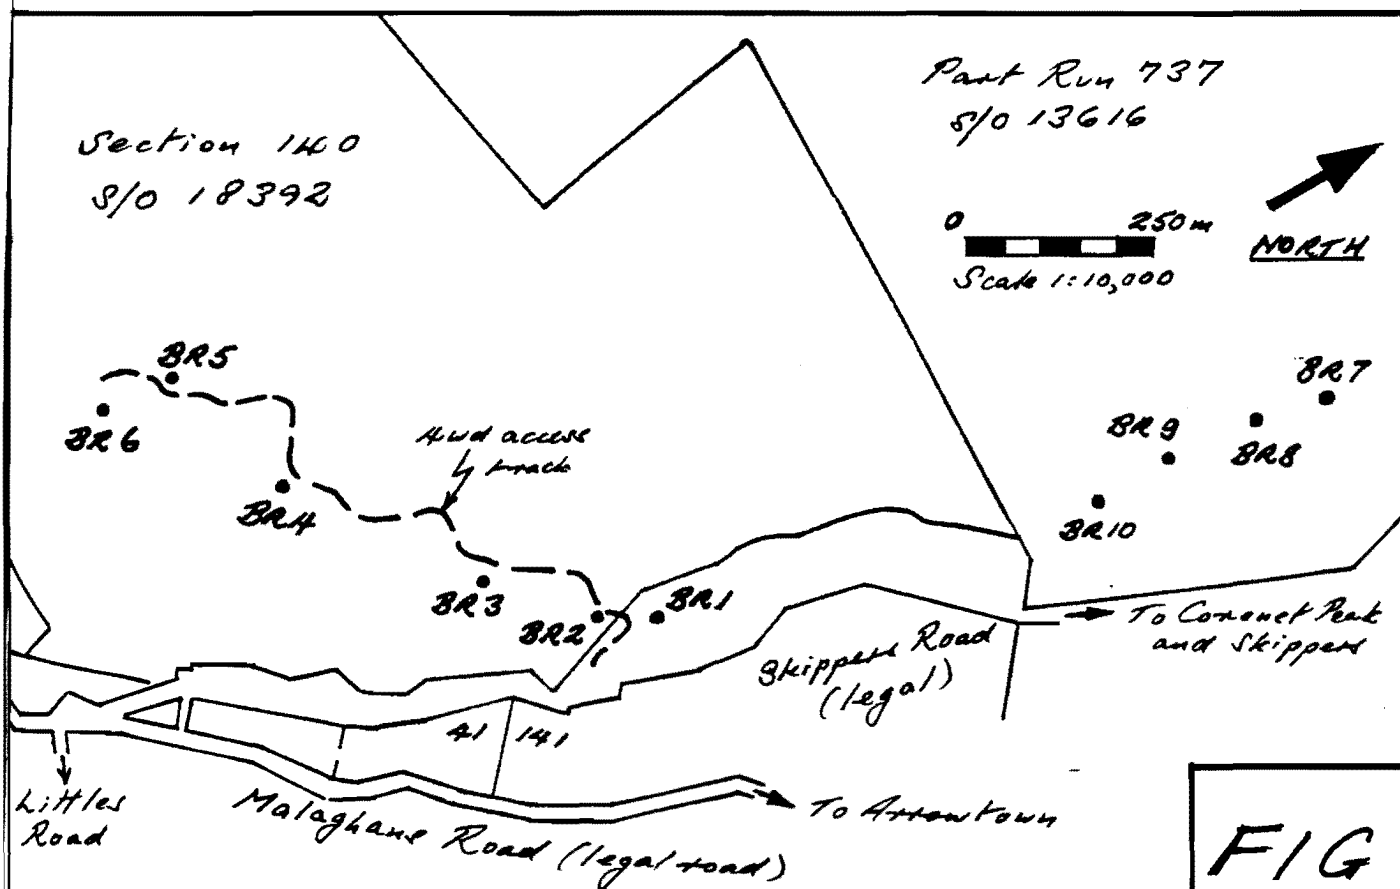 Part Run 737
S/O 13616
Section 140
S/O 18392
0 250m
Scale 1:10,000
NORTH
BR5
BR6
BR7
BR9
BR8
4wd access
track
BR4
BR10
BR3
BR1
BR2
To Coronet Peak
and Skippers
Skippers Road
(legal)
41 141
Littles
Road
Malaghans Road (legal road)
To Arrowtown
FIG